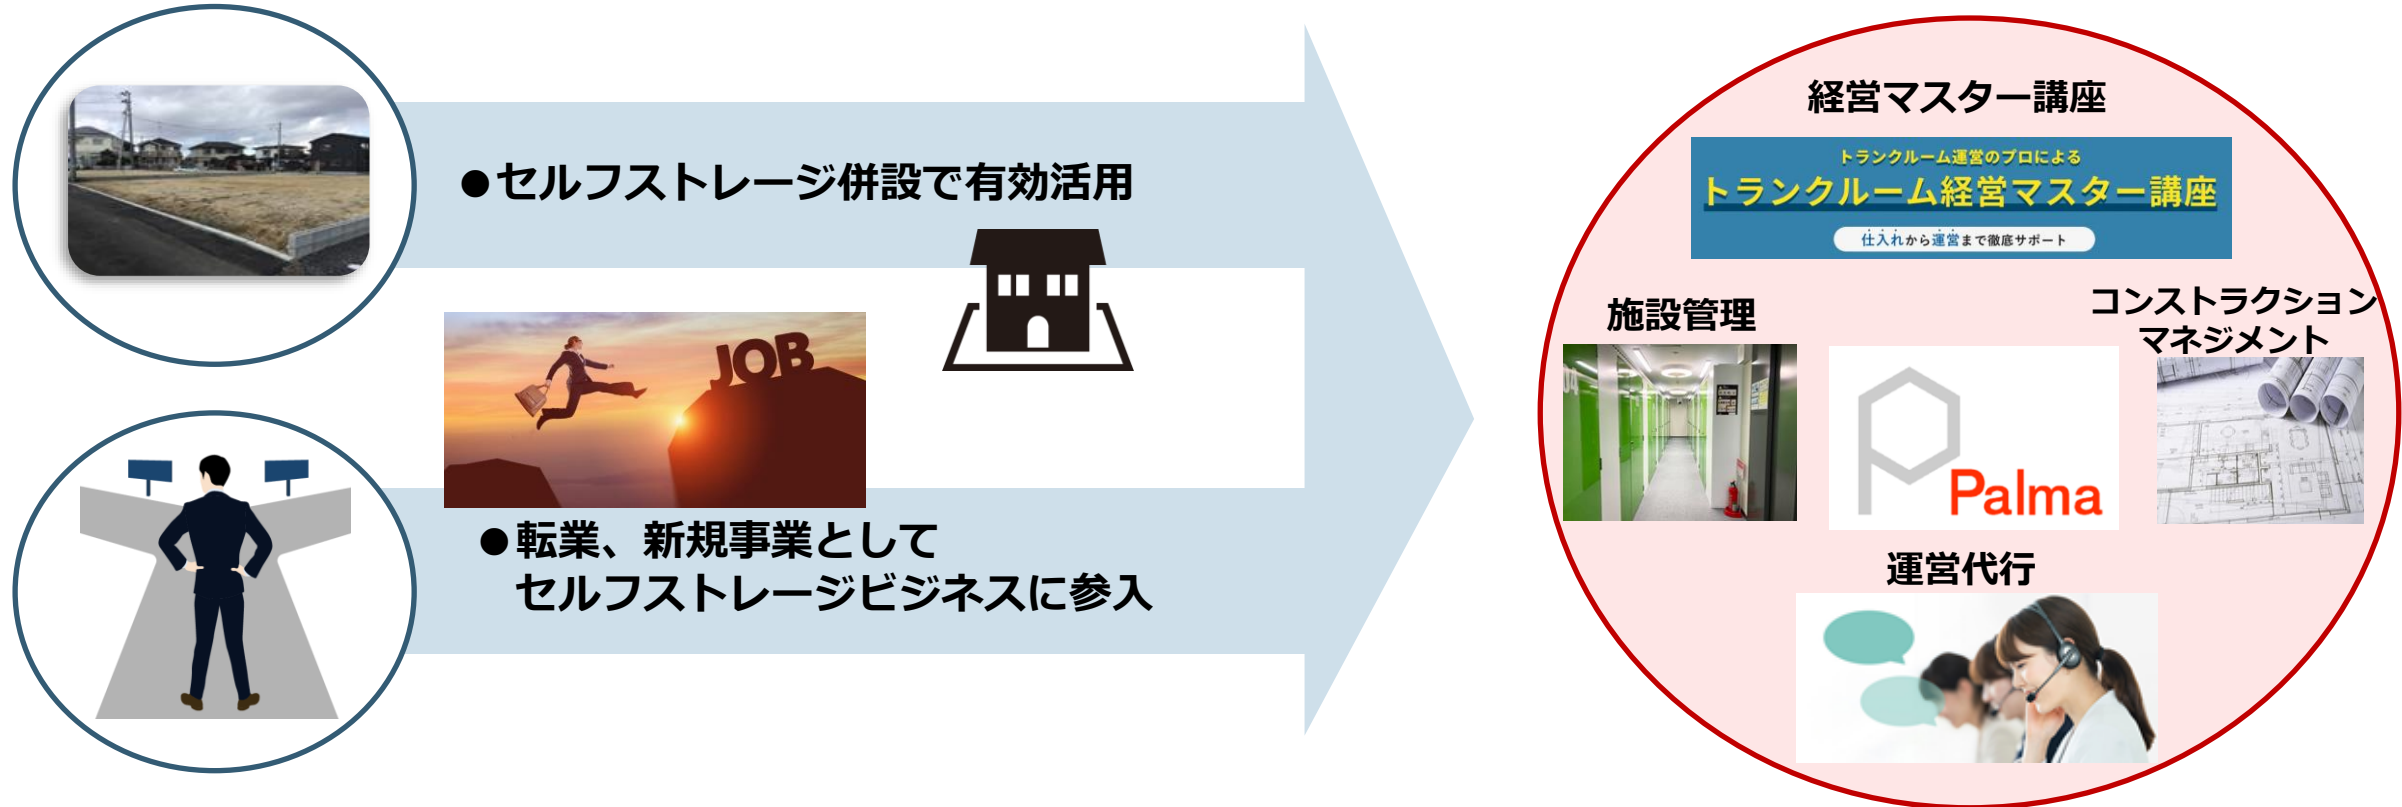 ●セルフストレージ併設で有効活用
JOB
●転業、新規事業として
セルフストレージビジネスに参入
経営マスター講座
トランクルーム運営のプロによる
トランクルーム経営マスター講座
仕入れから運営まで徹底サポート
施設管理
コンストラクション
マネジメント
Palma
運営代行